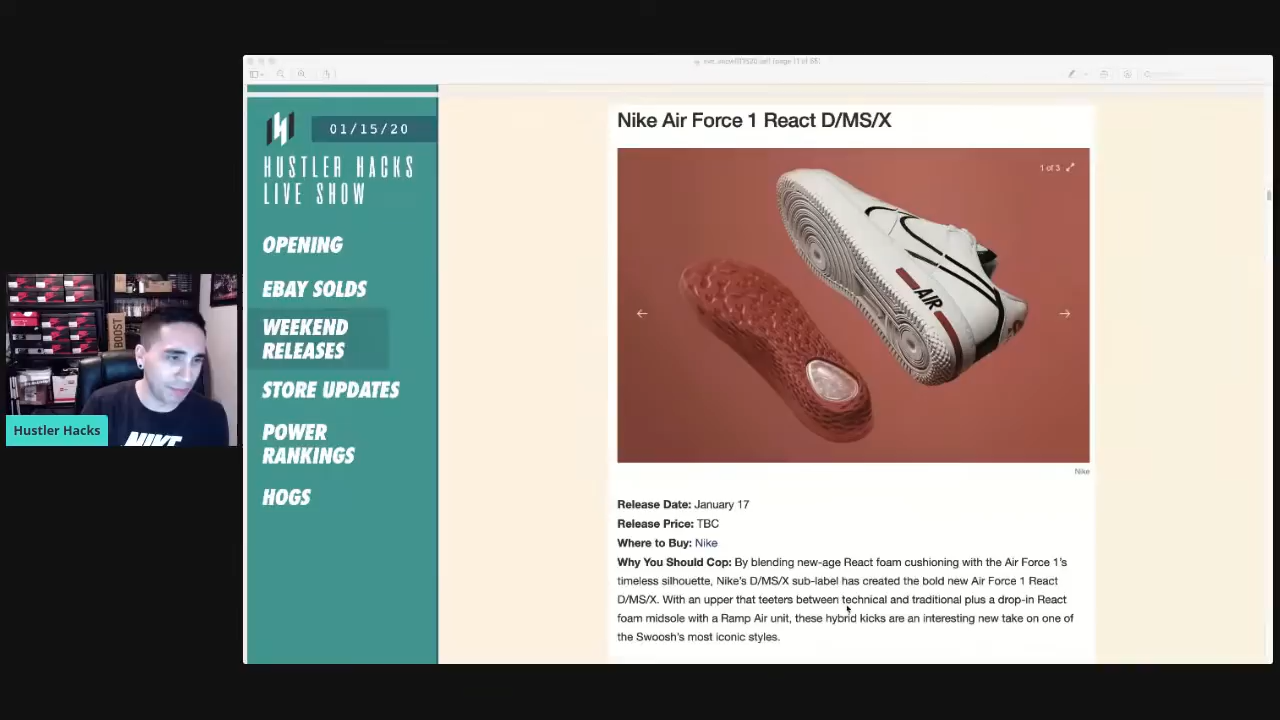 01/15/20
HUSTLER HACKS
LIVE SHOW
OPENING
EBAY SOLDS
WEEKEND
RELEASES
STORE UPDATES
POWER
RANKINGS
HOGS
Hustler Hacks
NIKE
BOOST
Nike Air Force 1 React D/MS/X
1 of 3
AIR
Nike
Release Date: January 17
Release Price: TBC
Where to Buy: Nike
Why You Should Cop: By blending new-age React foam cushioning with the Air Force 1's
timeless silhouette, Nike's D/MS/X sub-label has created the bold new Air Force 1 React
D/MS/X. With an upper that teeters between technical and traditional plus a drop-in React
foam midsole with a Ramp Air unit, these hybrid kicks are an interesting new take on one of
the Swoosh's most iconic styles.